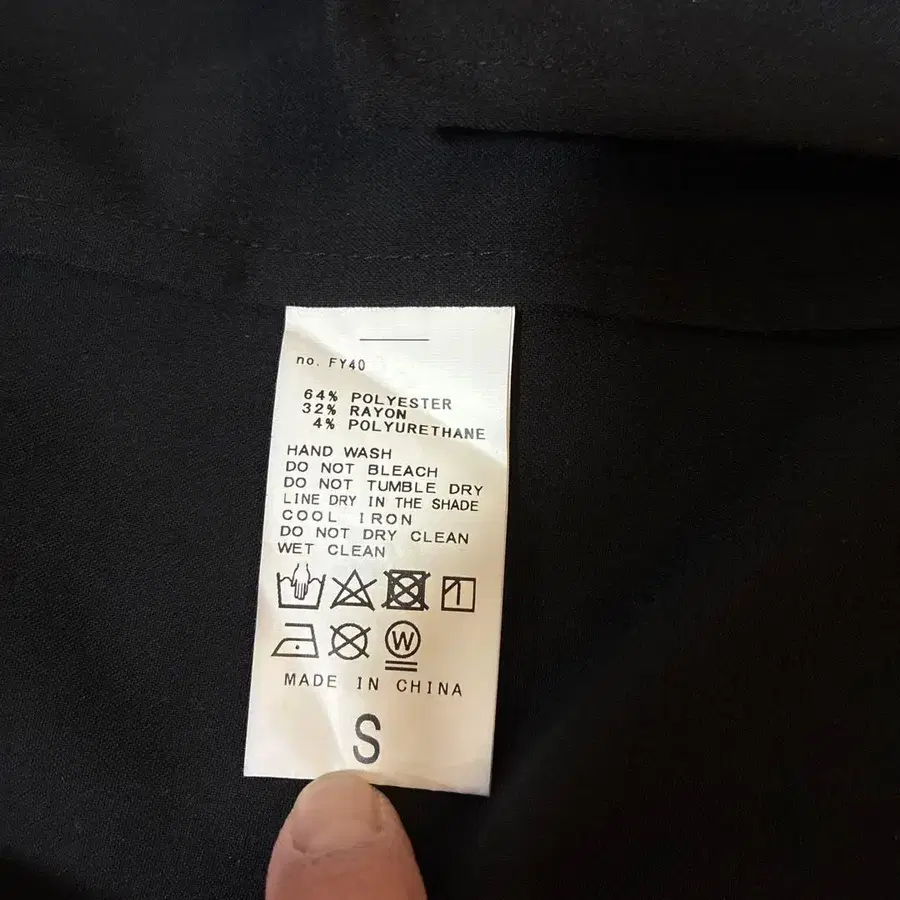 no. FY40
64% POLYESTER
32% RAYON
4% POLYURETHANE
HAND WASH
DO NOT BLEACH
DO NOT TUMBLE DRY
LINE DRY IN THE SHADE
COOL IRON
DO NOT DRY CLEAN
WET CLEAN
W
MADE IN CHINA
S